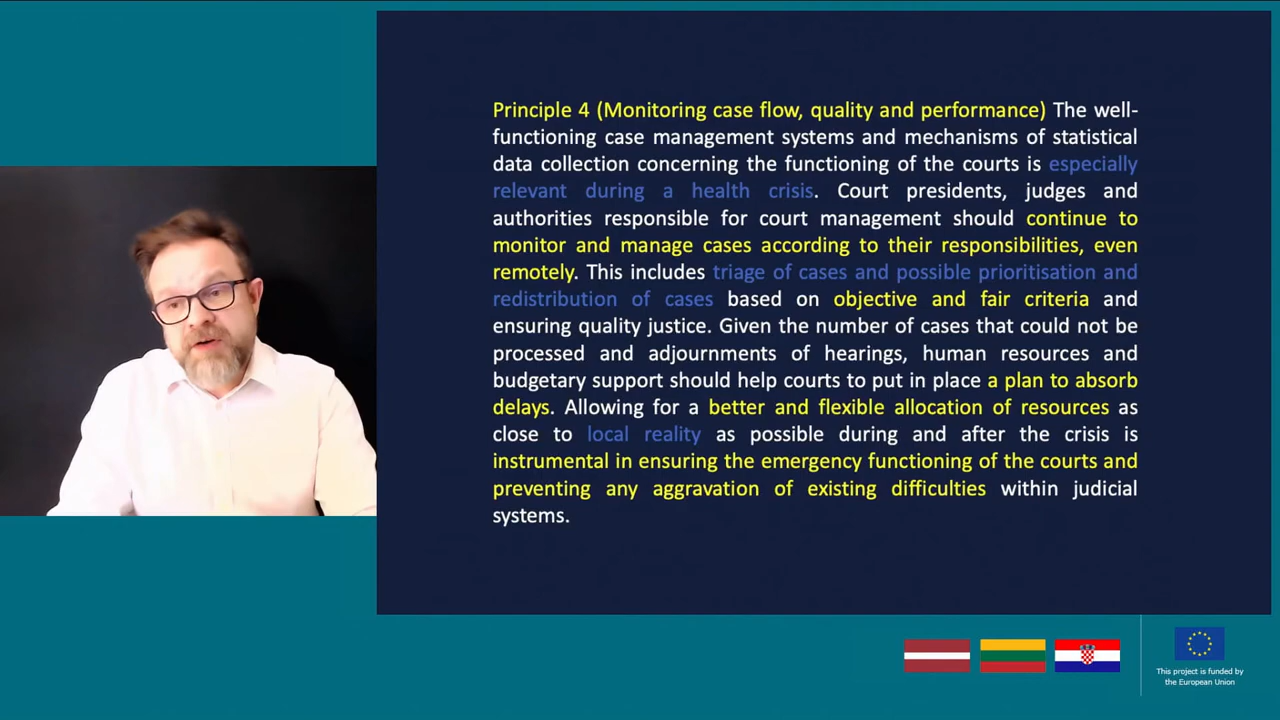 Principle 4 (Monitoring case flow, quality and performance) The well-
functioning case management systems and mechanisms of statistical
data collection concerning the functioning of the courts is especially
relevant during a health crisis. Court presidents, judges and
authorities responsible for court management should continue to
monitor and manage cases according to their responsibilities, even
remotely. This includes triage of cases and possible prioritisation and
redistribution of cases based on objective and fair criteria and
ensuring quality justice. Given the number of cases that could not be
processed and adjournments of hearings, human resources and
budgetary support should help courts to put in place a plan to absorb
delays. Allowing for a better and flexible allocation of resources as
close to local reality as possible during and after the crisis is
instrumental in ensuring the emergency functioning of the courts and
preventing any aggravation of existing difficulties within judicial
systems.
This project is funded by
the European Union